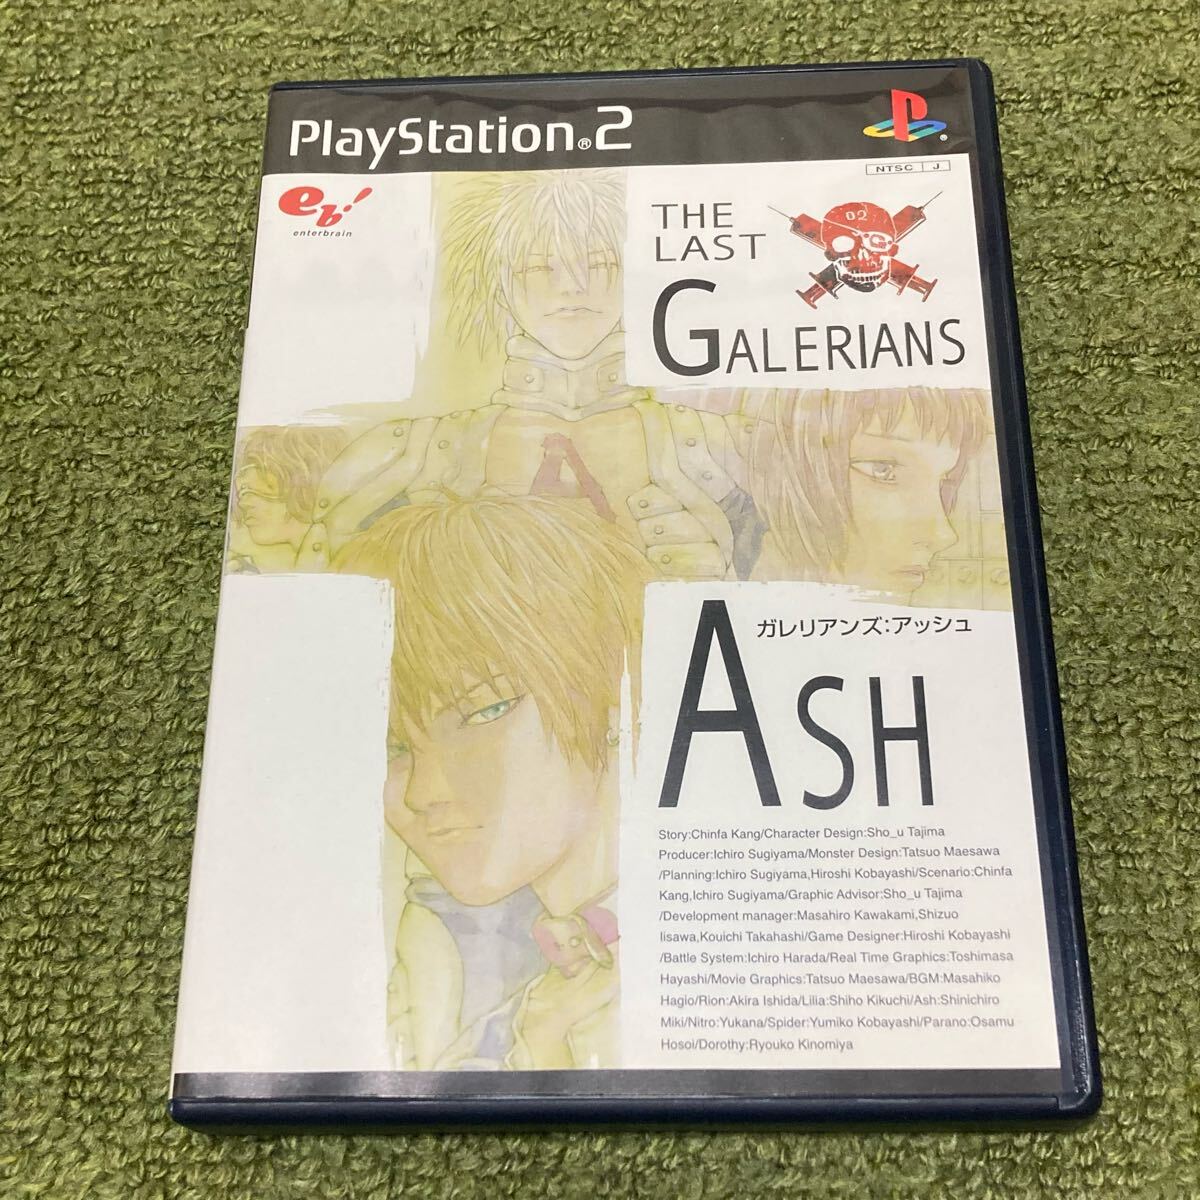 PlayStation®2
NTSC J
eb!
enterbrain
THE
LAST
02
G
GALERIANS
A
ガレリアンズ:アッシュ
ASH
Story:Chinfa Kang/Character Design:Sho_u Tajima
Producer:Ichiro Sugiyama/Monster Design:Tatsuo Maesawa
/Planning:Ichiro Sugiyama,Hiroshi Kobayashi/Scenario:Chinfa
Kang,Ichiro Sugiyama/Graphic Advisor:Sho_u Tajima
/Development manager:Masahiro Kawakami,Shizuo
Iisawa,Kouichi Takahashi/Game Designer:Hiroshi Kobayashi
/Battle System:Ichiro Harada/Real Time Graphics:Toshimasa
Hayashi/Movie Graphics:Tatsuo Maesawa/BGM:Masahiko
Hagio/Rion:Akira Ishida/Lilia:Shiho Kikuchi/Ash:Shinichiro
Miki/Nitro:Yukana/Spider:Yumiko Kobayashi/Parano:Osamu
Hosoi/Dorothy:Ryouko Kinomiya